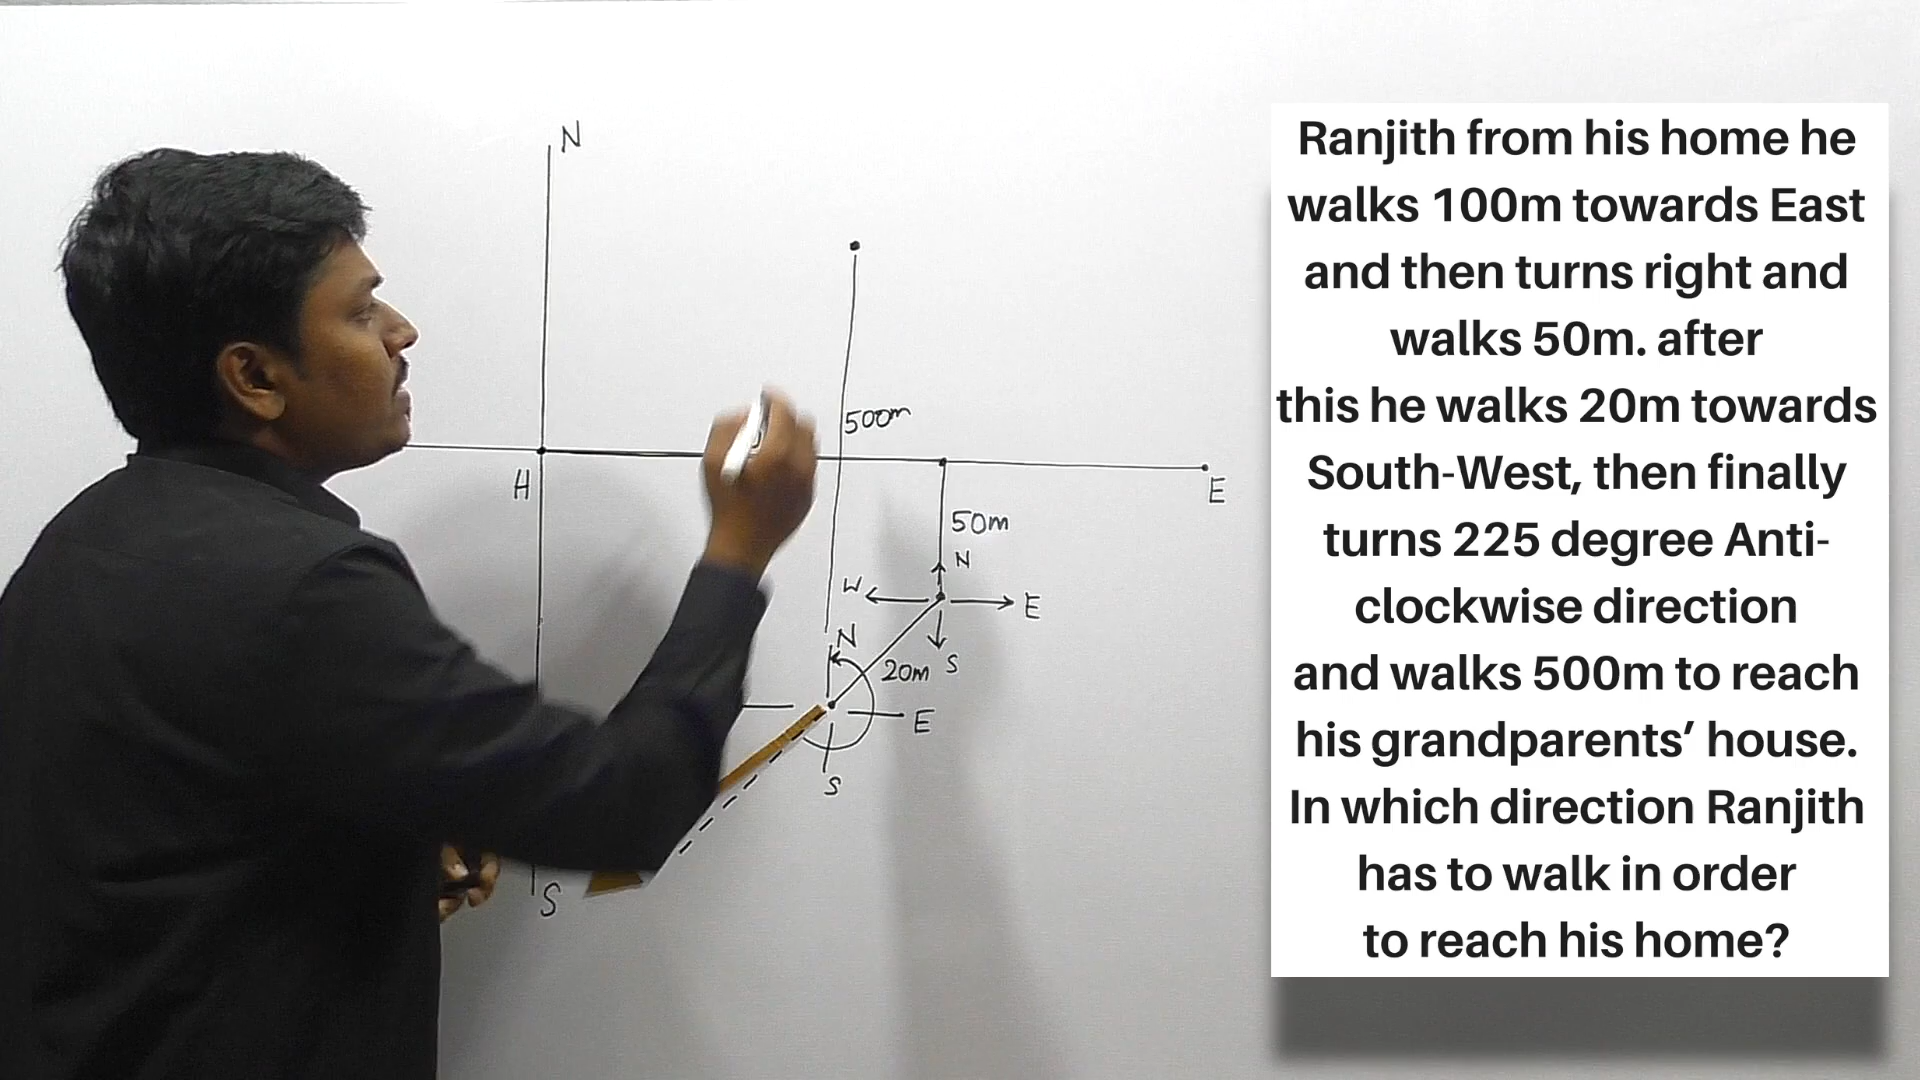 N
500m
H
E
50m
N
W
E
N
20m
S
E
S
S
Ranjith from his home he
walks 100m towards East
and then turns right and
walks 50m. after
this he walks 20m towards
South-West, then finally
turns 225 degree Anti-
clockwise direction
and walks 500m to reach
his grandparents’ house.
In which direction Ranjith
has to walk in order
to reach his home?